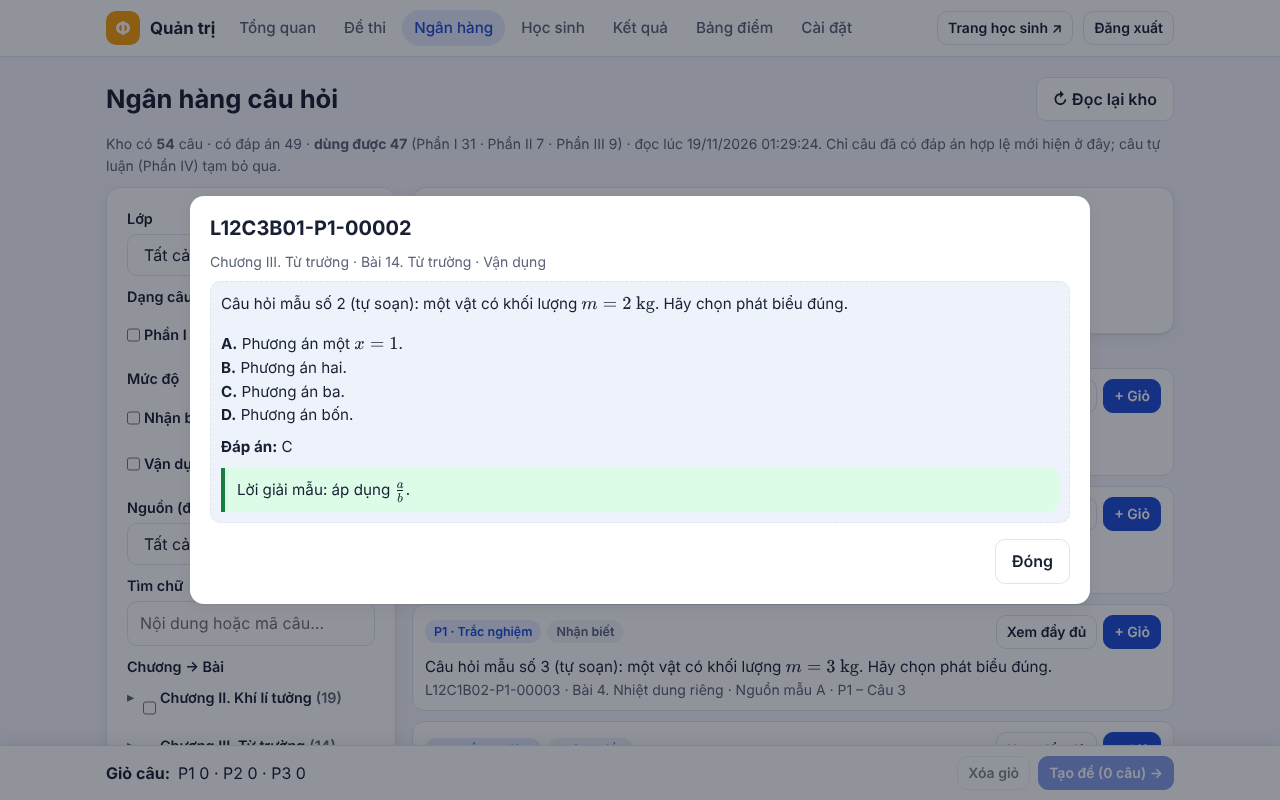 Φ Quản trị Tổng quan Đề thi Ngân hàng Học sinh Kết quả Bảng điểm Cài đặt Trang học sinh ↗ Đăng xuất
Ngân hàng câu hỏi ↻ Đọc lại kho
Kho có 54 câu · có đáp án 49 · dùng được 47 (Phần I 31 · Phần II 7 · Phần III 9) · đọc lúc 19/11/2026 01:29:24. Chỉ câu đã có đáp án hợp lệ mới hiện ở đây; câu tự
luận (Phần IV) tạm bỏ qua.
L12C3B01-P1-00002
Chương III. Từ trường · Bài 14. Từ trường · Vận dụng
Câu hỏi mẫu số 2 (tự soạn): một vật có khối lượng m = 2 kg. Hãy chọn phát biểu đúng.
A. Phương án một x = 1.
B. Phương án hai.
C. Phương án ba.
D. Phương án bốn.
Đáp án: C
Lời giải mẫu: áp dụng a/b.
Đóng
Lớp
Tất cả
Dạng câu
Phần I
Mức độ
Nhận b
Vận dụ
Nguồn (đ
Tất cả
Tìm chữ
Nội dung hoặc mã câu...
Chương → Bài
▸ Chương II. Khí lí tưởng (19)
Chương III. Từ trường (14)
+ Giỏ
+ Giỏ
P1 · Trắc nghiệm Nhận biết Xem đầy đủ + Giỏ
Câu hỏi mẫu số 3 (tự soạn): một vật có khối lượng m = 3 kg. Hãy chọn phát biểu đúng.
L12C1B02-P1-00003 · Bài 4. Nhiệt dung riêng · Nguồn mẫu A · P1 – Câu 3
Giỏ câu: P1 0 · P2 0 · P3 0 Xóa giỏ Tạo đề (0 câu) →